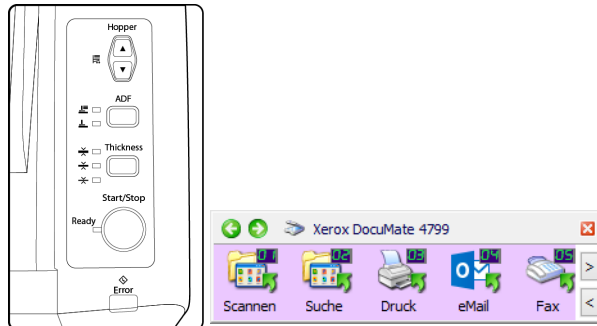 Hopper
ADF
Thickness
Start/Stop
Ready
Error
Xerox DocuMate 4799
01 02 03 04 05
Scannen Suche Druck eMail Fax